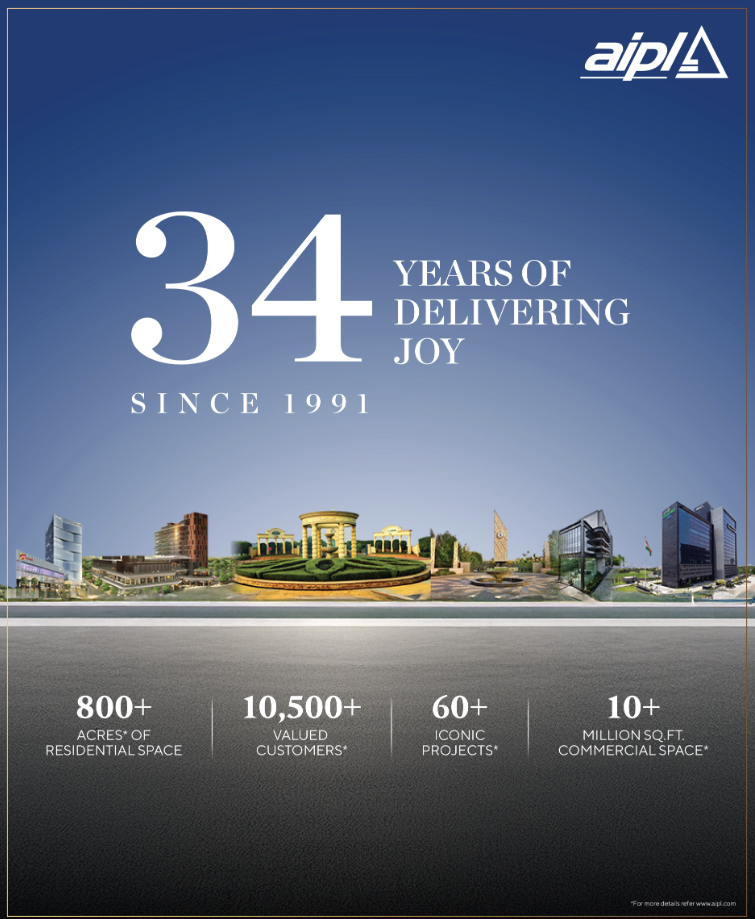 aipl
34
YEARS OF
DELIVERING
JOY
SINCE 1991
800+
ACRES* OF
RESIDENTIAL SPACE
10,500+
VALUED
CUSTOMERS*
60+
ICONIC
PROJECTS*
10+
MILLION SQ.FT.
COMMERCIAL SPACE*
*For more details refer www.aipl.com